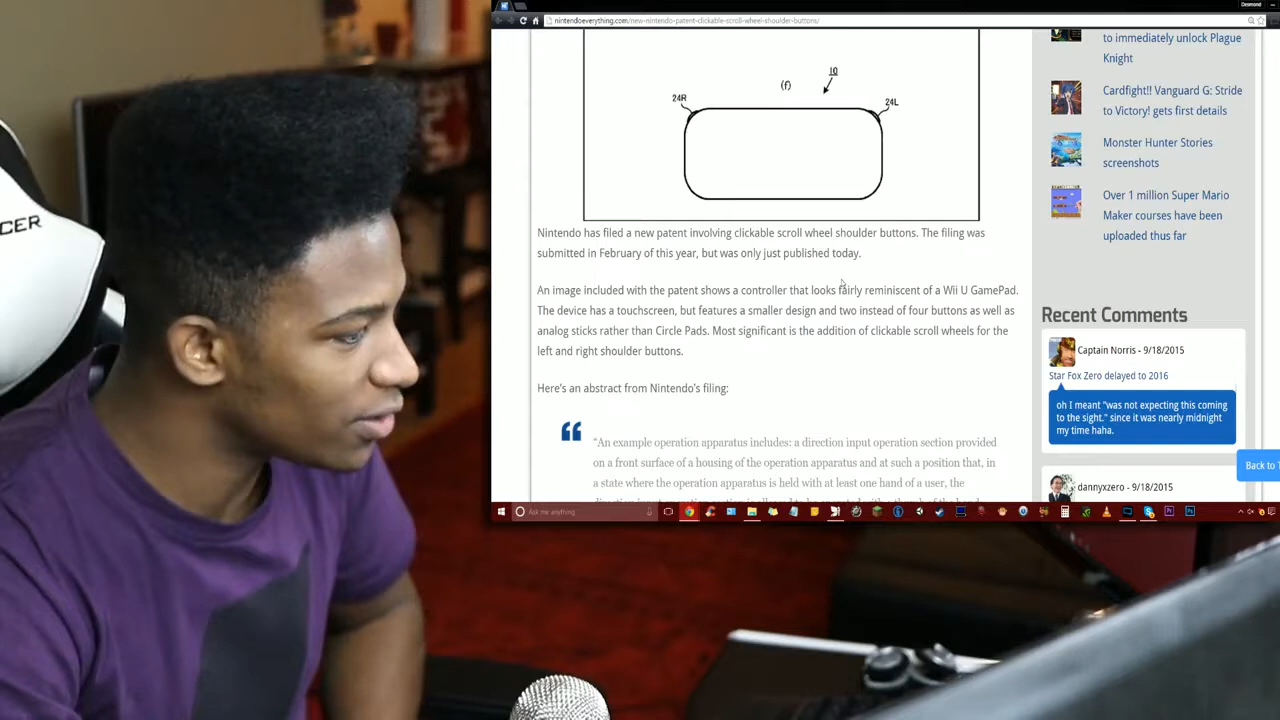 Desmond
nintendoeverything.com/new-nintendo-patent-clickable-scroll-wheel-shoulder-buttons/
10
(f)
24R
24L
Nintendo has filed a new patent involving clickable scroll wheel shoulder buttons. The filing was
submitted in February of this year, but was only just published today.
An image included with the patent shows a controller that looks fairly reminiscent of a Wii U GamePad.
The device has a touchscreen, but features a smaller design and two instead of four buttons as well as
analog sticks rather than Circle Pads. Most significant is the addition of clickable scroll wheels for the
left and right shoulder buttons.
Here's an abstract from Nintendo's filing:
“An example operation apparatus includes: a direction input operation section provided
on a front surface of a housing of the operation apparatus and at such a position that, in
a state where the operation apparatus is held with at least one hand of a user, the
to immediately unlock Plague
Knight
Cardfight!! Vanguard G: Stride
to Victory! gets first details
Monster Hunter Stories
screenshots
Over 1 million Super Mario
Maker courses have been
uploaded thus far
Recent Comments
Captain Norris - 9/18/2015
Star Fox Zero delayed to 2016
oh I meant "was not expecting this coming
to the sight." since it was nearly midnight
my time haha.
Back to
dannyxzero - 9/18/2015
Ask me anything
CER